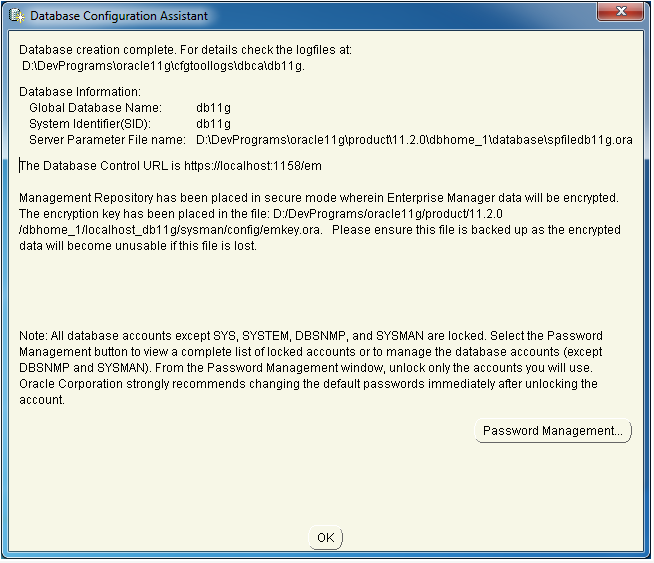 Database Configuration Assistant
Database creation complete. For details check the logfiles at:
D:\DevPrograms\oracle11g\cfgtoollogs\dbca\db11g.
Database Information:
Global Database Name: db11g
System Identifier(SID): db11g
Server Parameter File name: D:\DevPrograms\oracle11g\product\11.2.0\dbhome_1\database\spfiledb11g.ora
The Database Control URL is https://localhost:1158/em
Management Repository has been placed in secure mode wherein Enterprise Manager data will be encrypted.
The encryption key has been placed in the file: D:/DevPrograms/oracle11g/product/11.2.0
/dbhome_1/localhost_db11g/sysman/config/emkey.ora. Please ensure this file is backed up as the encrypted
data will become unusable if this file is lost.
Note: All database accounts except SYS, SYSTEM, DBSNMP, and SYSMAN are locked. Select the Password
Management button to view a complete list of locked accounts or to manage the database accounts (except
DBSNMP and SYSMAN). From the Password Management window, unlock only the accounts you will use.
Oracle Corporation strongly recommends changing the default passwords immediately after unlocking the
account.
Password Management...
OK